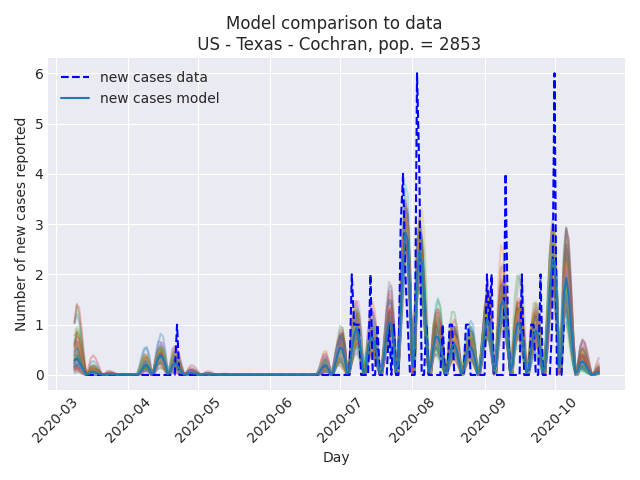 Model comparison to data
US - Texas - Cochran, pop. = 2853
new cases data
new cases model
Number of new cases reported
6
5
4
3
2
1
0
2020-03
2020-04
2020-05
2020-06
2020-07
2020-08
2020-09
2020-10
Day